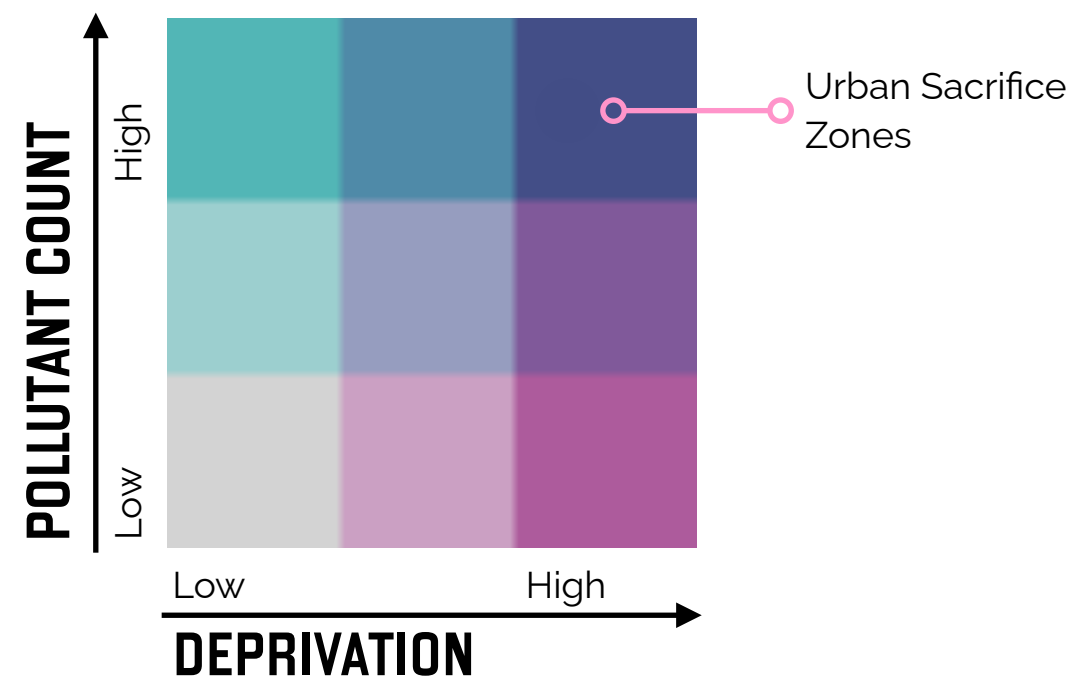 POLLUTANT COUNT
High
Low
Urban Sacrifice
Zones
Low
High
DEPRIVATION